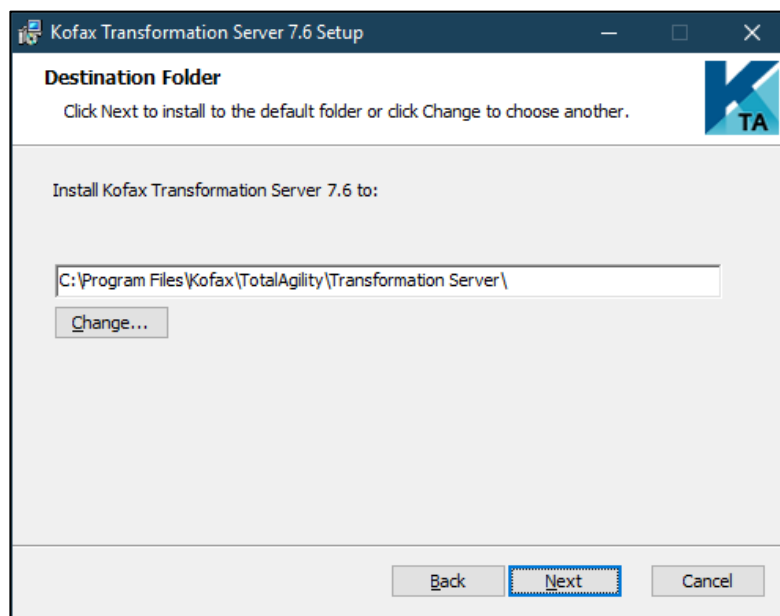 Kofax Transformation Server 7.6 Setup
Destination Folder
Click Next to install to the default folder or click Change to choose another.
TA
Install Kofax Transformation Server 7.6 to:
C:\Program Files\Kofax\TotalAgility\Transformation Server\
Change...
Back Next Cancel